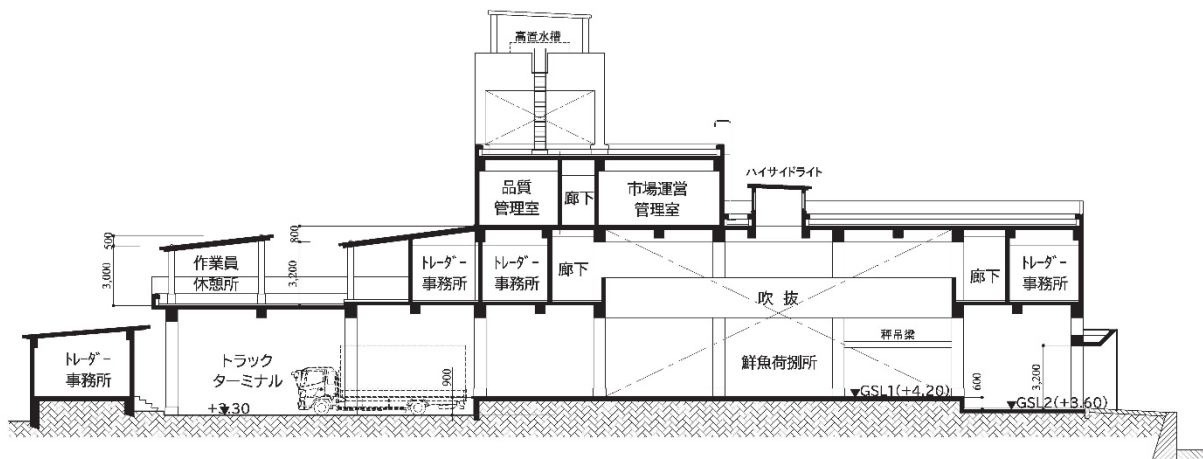 高置水槽
ハイサイドライト
品質
管理室
廊下
市場運営
管理室
500
3,000
作業員
休憩所
800
3,200
トレーダー
事務所
トレーダー
事務所
廊下
吹 抜
廊下
トレーダー
事務所
トレーダー
事務所
トラック
ターミナル
+3.30
900
秤吊梁
鮮魚荷捌所
GSL1(+4.20)
600
3,200
GSL2(+3.60)